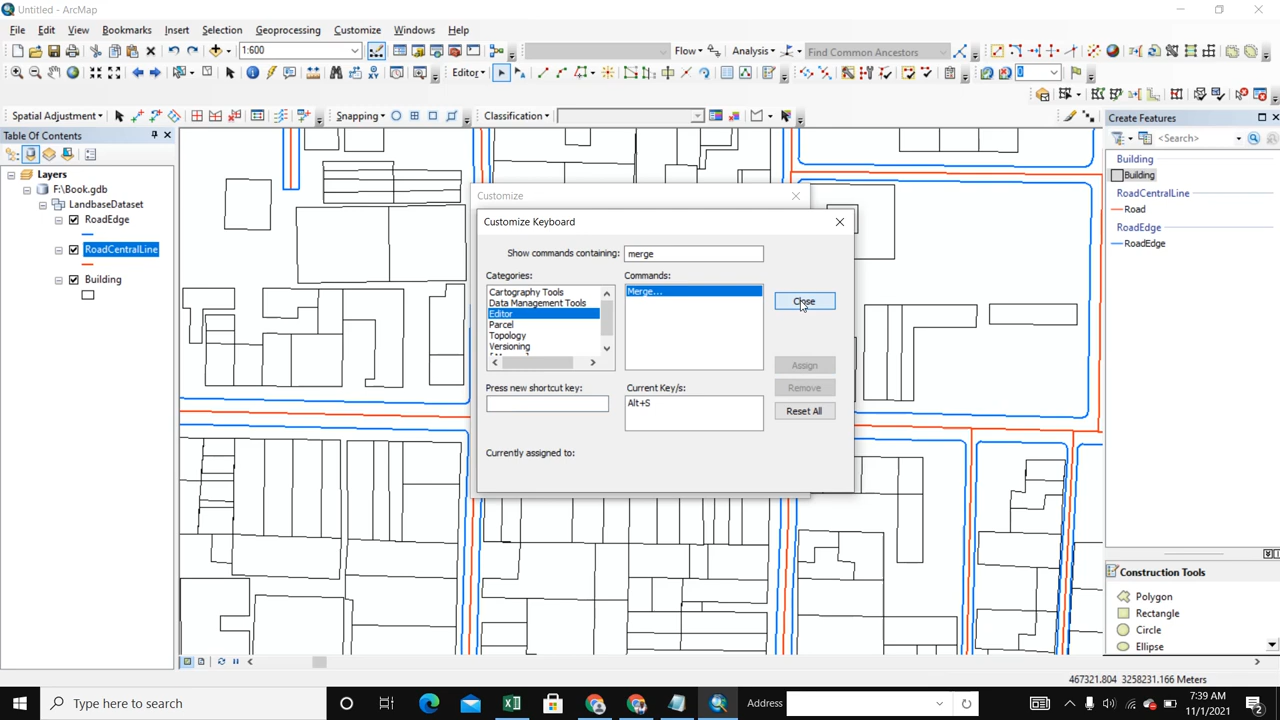 Untitled - ArcMap
File Edit View Bookmarks Insert Selection Geoprocessing Customize Windows Help
1:600
Flow Analysis Find Common Ancestors
Editor 0
Spatial Adjustment Snapping Classification
Table Of Contents
Layers
F:\Book.gdb
LandbaseDataset
RoadEdge
RoadCentralLine
Building
Customize
Customize Keyboard
Show commands containing: merge
Categories: Commands:
Cartography Tools
Data Management Tools
Editor
Parcel
Topology
Versioning
Merge...
Close
Assign
Remove
Reset All
Press new shortcut key: Current Key/s:
Alt+S
Currently assigned to:
Create Features
<Search>
Building
Building
RoadCentralLine
Road
RoadEdge
RoadEdge
Construction Tools
Polygon
Rectangle
Circle
Ellipse
467321.804 3258231.166 Meters
Type here to search
Address
7:39 AM
11/1/2021
2